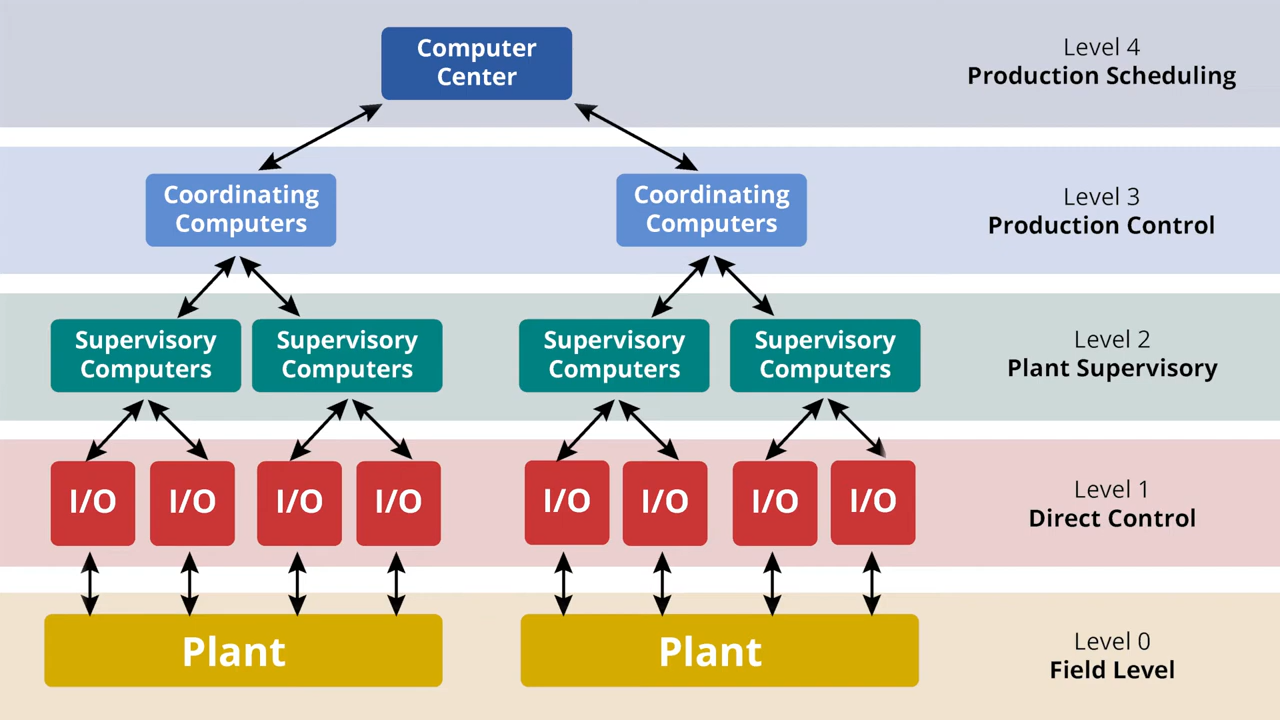 Computer
Center
Level 4
Production Scheduling
Coordinating
Computers
Coordinating
Computers
Level 3
Production Control
Supervisory
Computers
Supervisory
Computers
Supervisory
Computers
Supervisory
Computers
Level 2
Plant Supervisory
I/O
I/O
I/O
I/O
I/O
I/O
I/O
I/O
Level 1
Direct Control
Plant
Plant
Level 0
Field Level